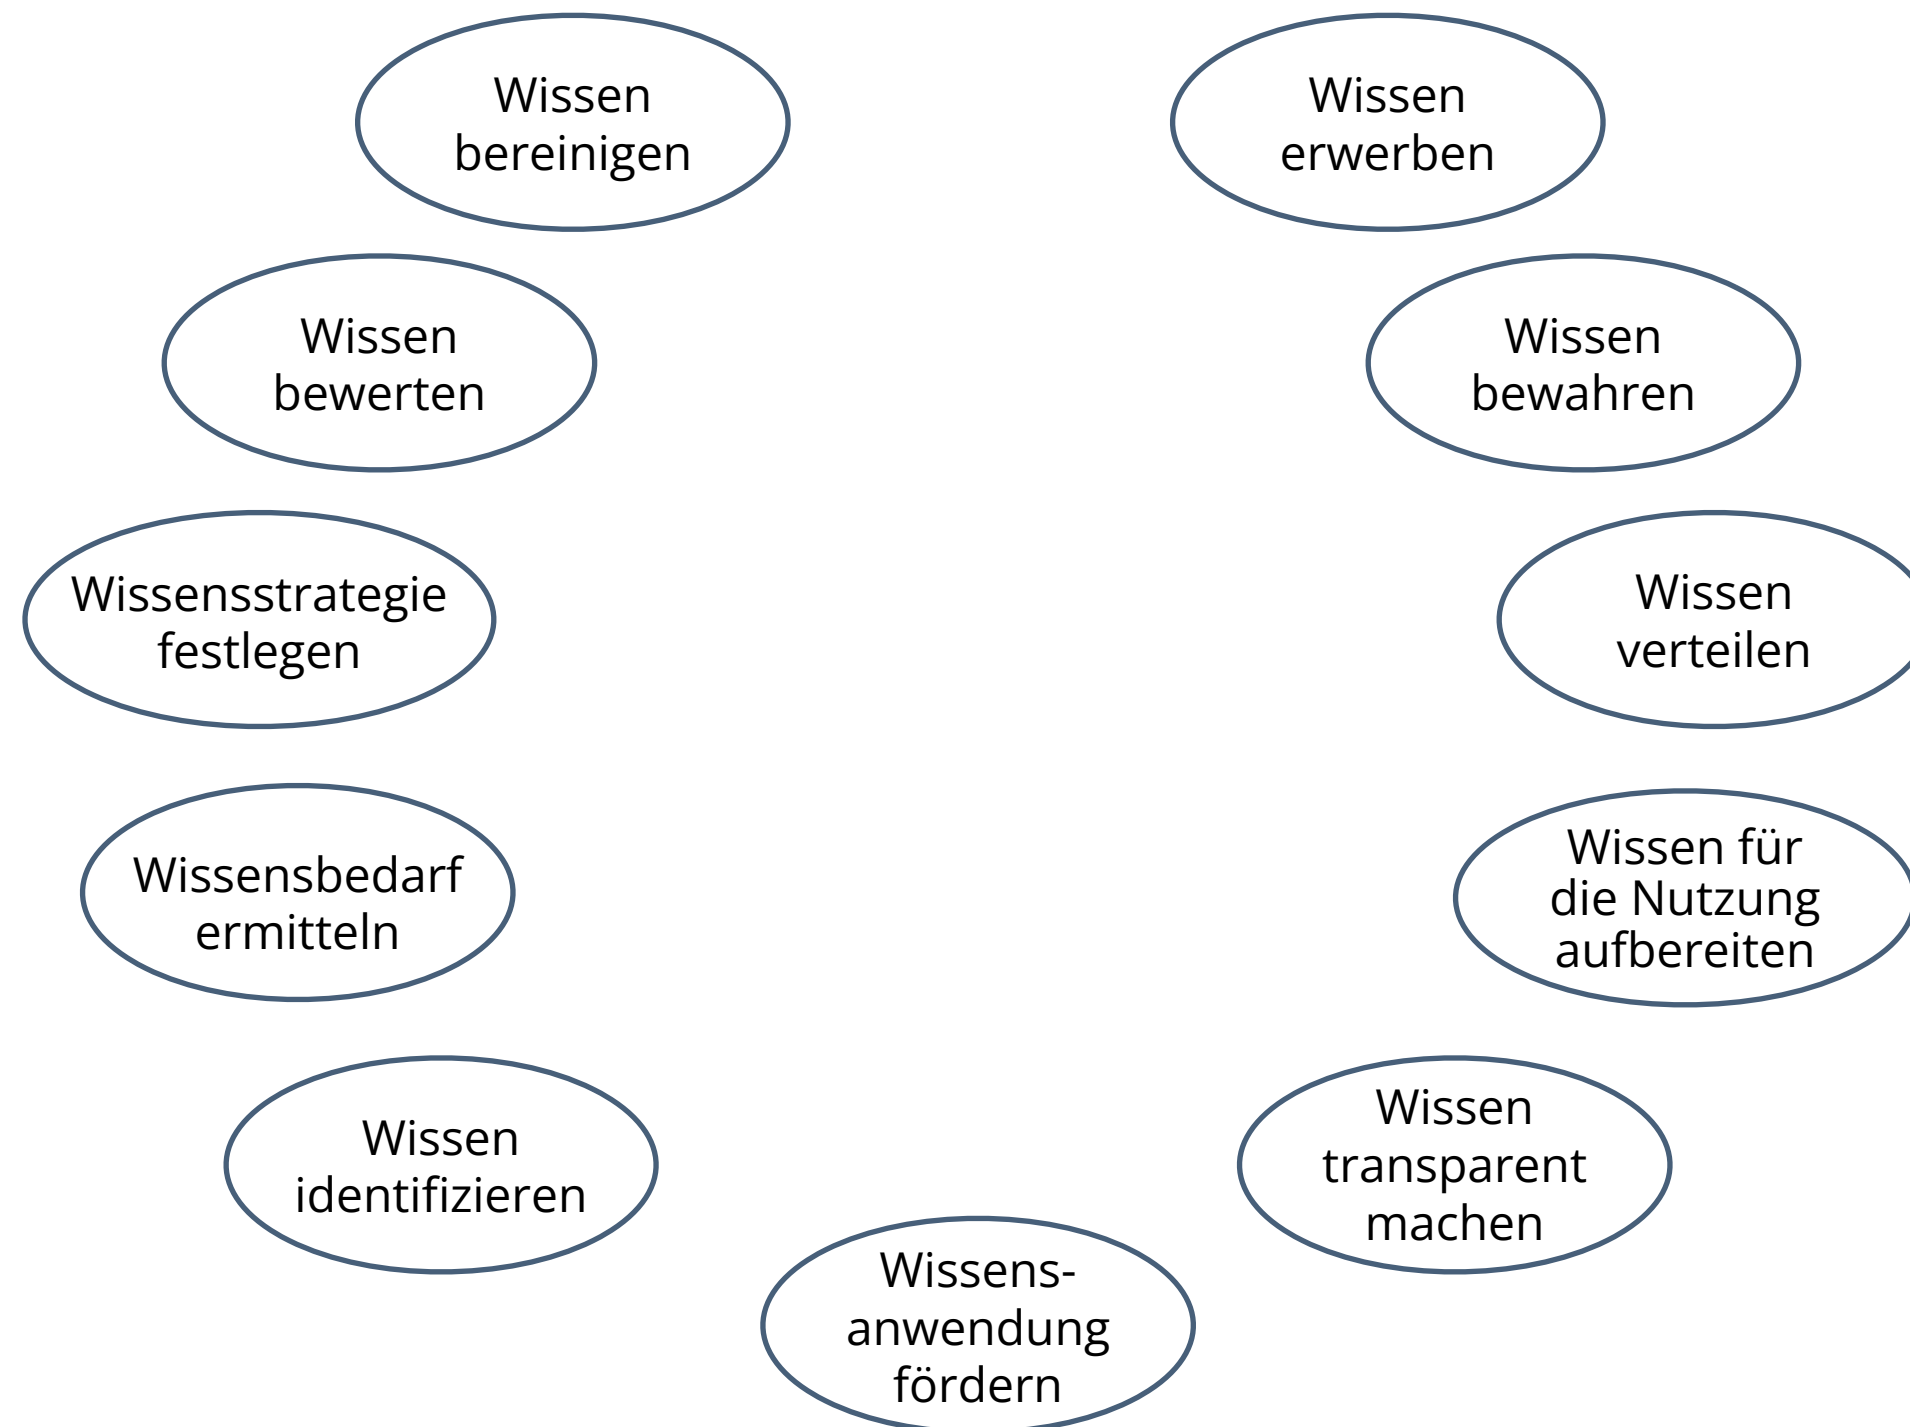 Wissen
bereinigen
Wissen
erwerben
Wissen
bewerten
Wissen
bewahren
Wissensstrategie
festlegen
Wissen
verteilen
Wissensbedarf
ermitteln
Wissen für
die Nutzung
aufbereiten
Wissen
identifizieren
Wissen
transparent
machen
Wissens-
anwendung
fördern